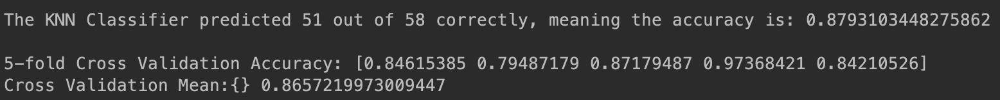 The KNN Classifier predicted 51 out of 58 correctly, meaning the accuracy is: 0.8793103448275862
5-fold Cross Validation Accuracy: [0.84615385 0.79487179 0.87179487 0.97368421 0.84210526]
Cross Validation Mean:{} 0.8657219973009447